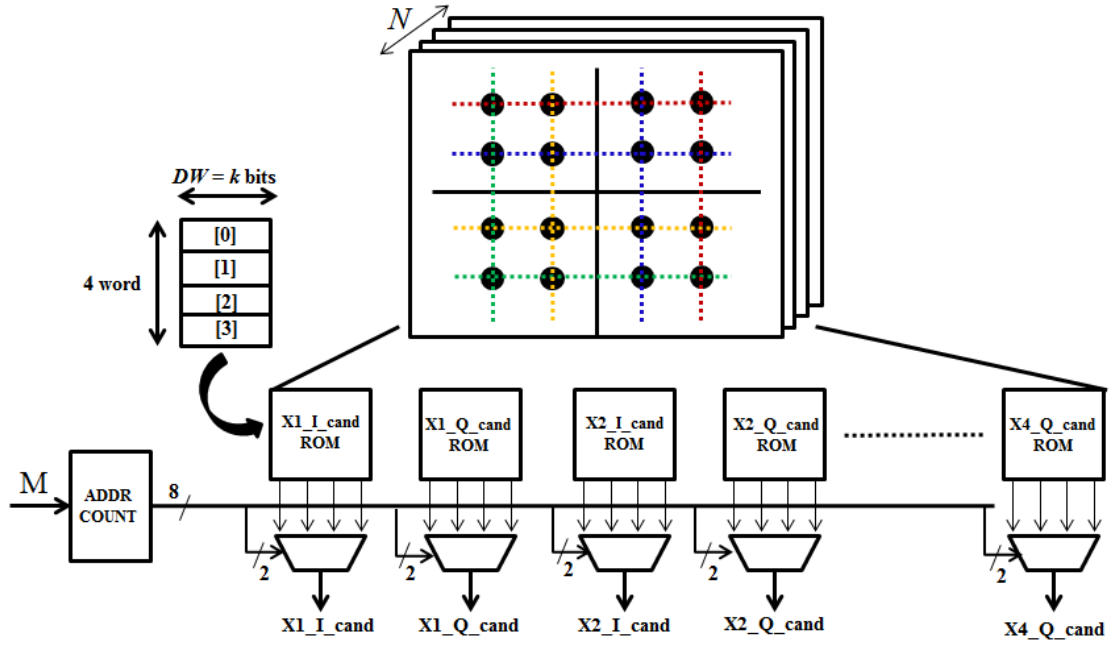 N
DW = k bits
4 word
[0]
[1]
[2]
[3]
X1_I_cand
ROM
X1_Q_cand
ROM
X2_I_cand
ROM
X2_Q_cand
ROM
X4_Q_cand
ROM
M
ADDR
COUNT
8
2
2
2
2
2
X1_I_cand
X1_Q_cand
X2_I_cand
X2_Q_cand
X4_Q_cand